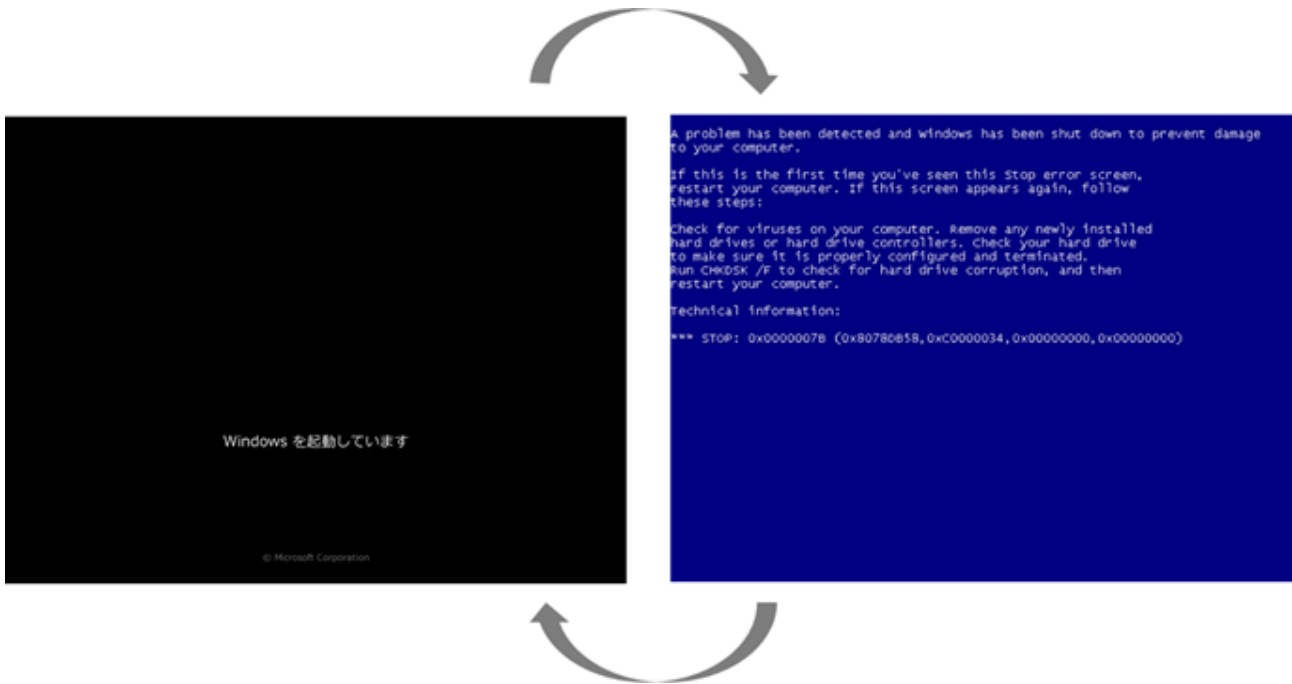 Windows を起動しています
© Microsoft Corporation
A problem has been detected and windows has been shut down to prevent damage
to your computer.
If this is the first time you've seen this Stop error screen,
restart your computer. If this screen appears again, follow
these steps:
Check for viruses on your computer. Remove any newly installed
hard drives or hard drive controllers. Check your hard drive
to make sure it is properly configured and terminated.
Run CHKDSK /F to check for hard drive corruption, and then
restart your computer.
Technical information:
*** STOP: 0x0000007B (0x8078DB58,0xC0000034,0x00000000,0x00000000)